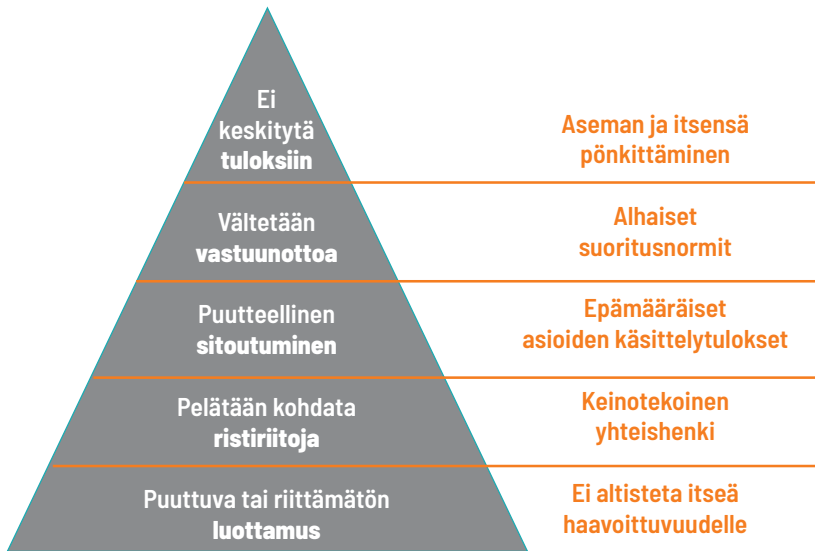 Ei
keskitytä
tuloksiin
Aseman ja itsensä
pönkittäminen
Vältetään
vastuunottoa
Alhaiset
suoritusnormit
Puutteellinen
sitoutuminen
Epämääräiset
asioiden käsittelytulokset
Pelätään kohdata
ristiriitoja
Keinotekoinen
yhteishenki
Puuttuva tai riittämätön
luottamus
Ei altisteta itseä
haavoittuvuudelle